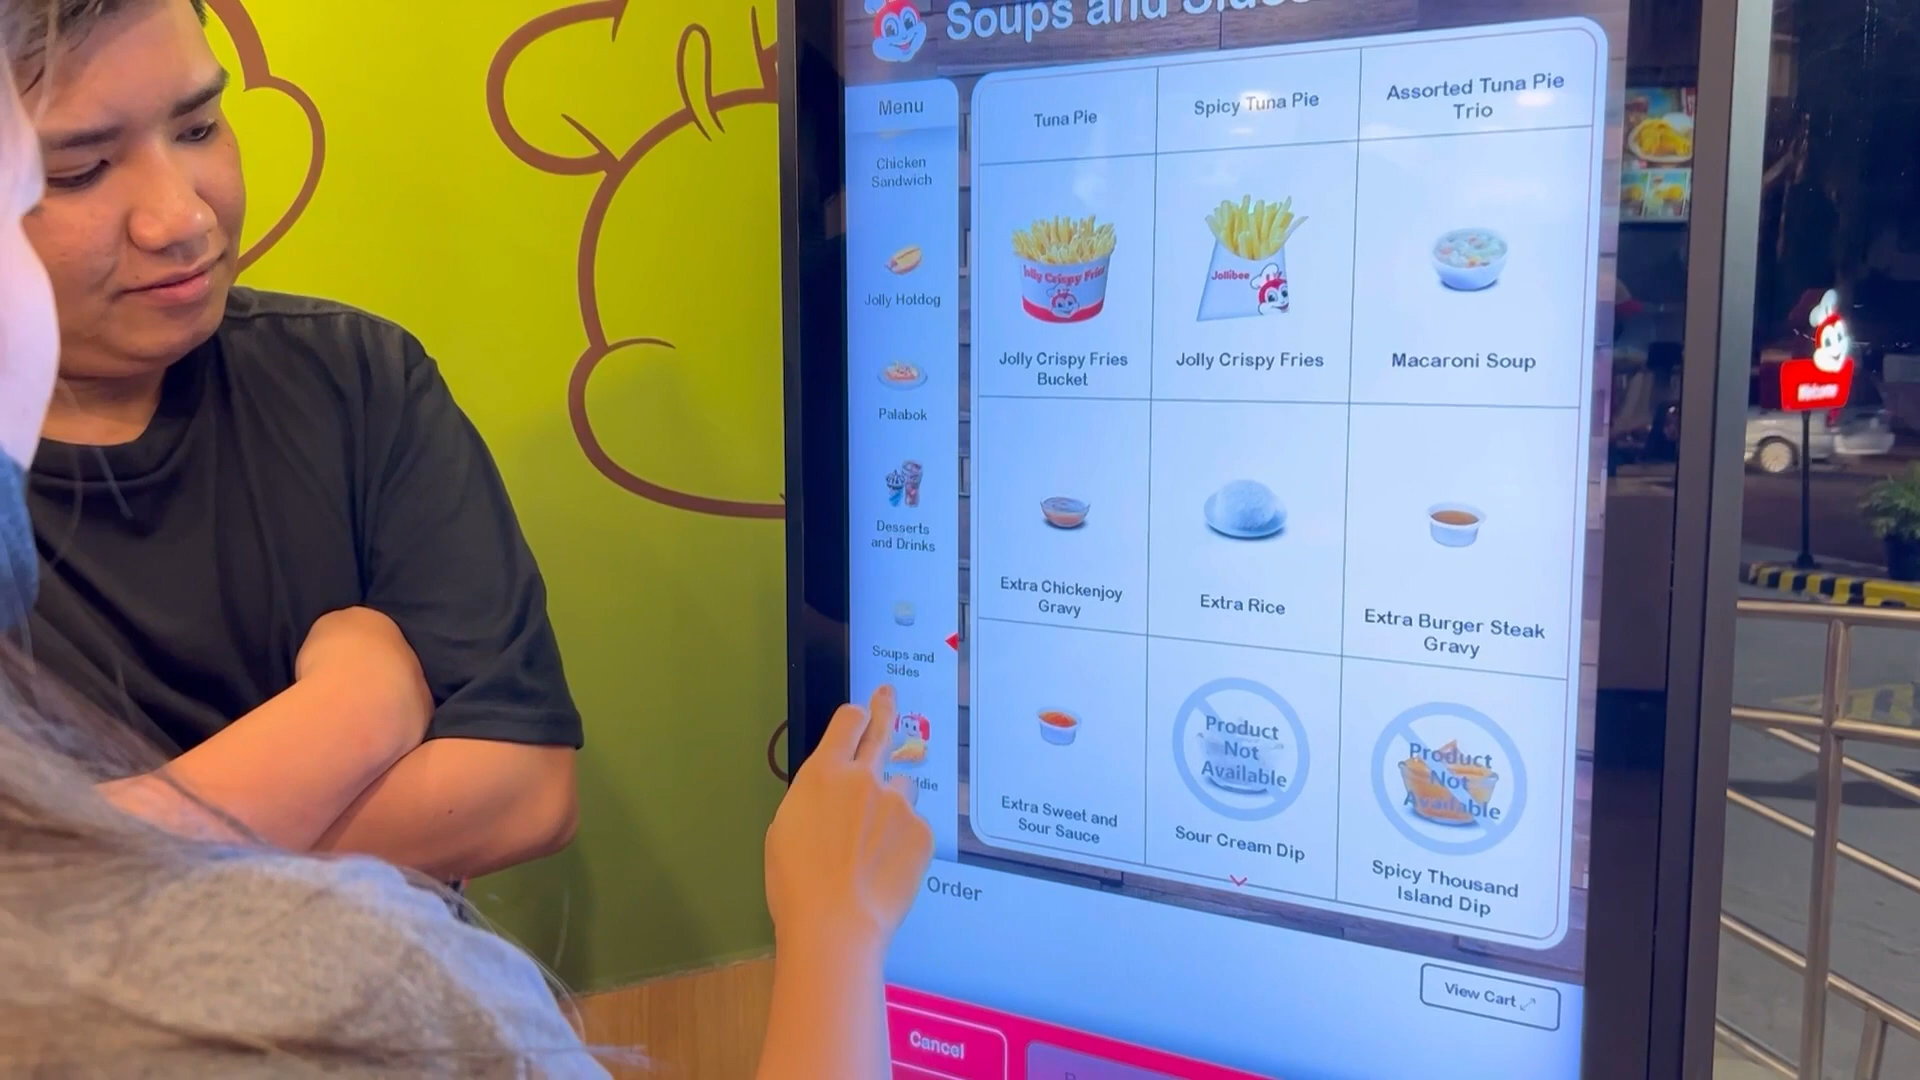 Soups and Sides
Menu
Chicken
Sandwich
Jolly Hotdog
Palabok
Desserts
and Drinks
Soups and
Sides
Tuna Pie
Spicy Tuna Pie
Assorted Tuna Pie
Trio
Jolly Crispy Fries
Jollibee
Jolly Crispy Fries
Bucket
Jolly Crispy Fries
Macaroni Soup
Extra Chickenjoy
Gravy
Extra Rice
Extra Burger Steak
Gravy
Extra Sweet and
Sour Sauce
Product
Not
Available
Sour Cream Dip
Product
Not
Available
Spicy Thousand
Island Dip
Order
View Cart
Cancel
Welcome